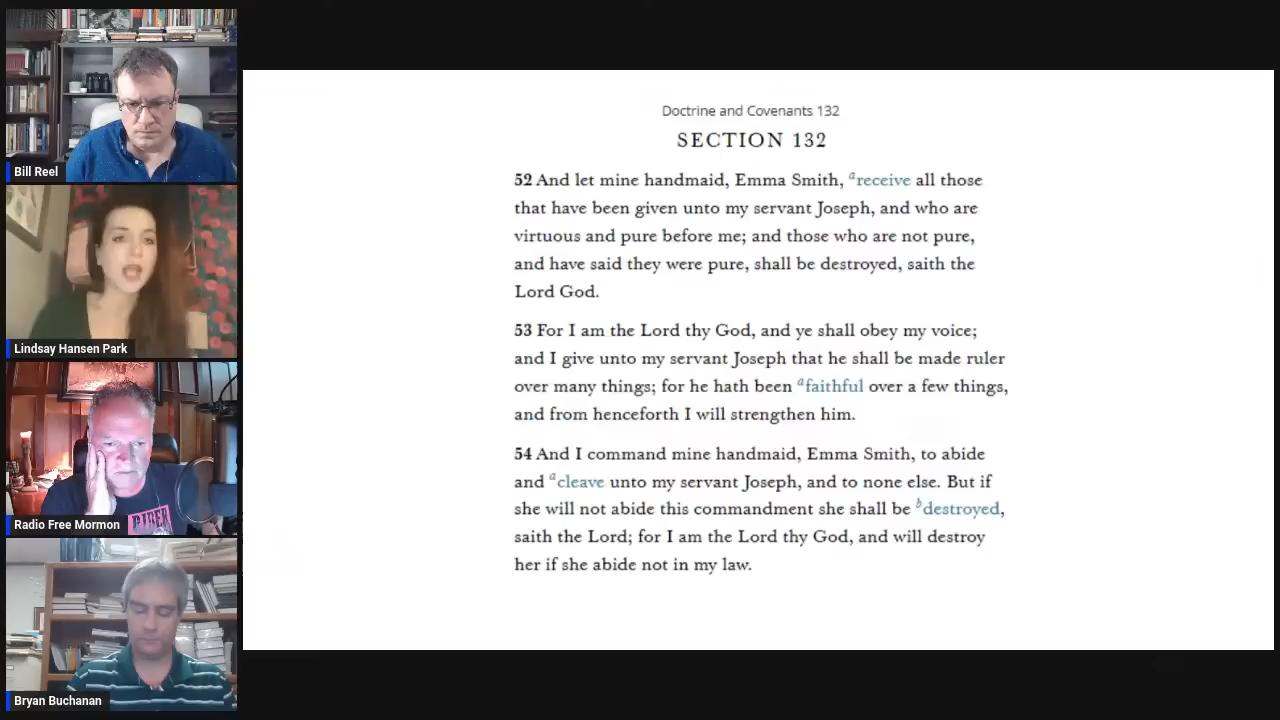 Bill Reel
Lindsay Hansen Park
Radio Free Mormon
Bryan Buchanan
Doctrine and Covenants 132
SECTION 132
52 And let mine handmaid, Emma Smith, a receive all those
that have been given unto my servant Joseph, and who are
virtuous and pure before me; and those who are not pure,
and have said they were pure, shall be destroyed, saith the
Lord God.
53 For I am the Lord thy God, and ye shall obey my voice;
and I give unto my servant Joseph that he shall be made ruler
over many things; for he hath been a faithful over a few things,
and from henceforth I will strengthen him.
54 And I command mine handmaid, Emma Smith, to abide
and a cleave unto my servant Joseph, and to none else. But if
she will not abide this commandment she shall be b destroyed,
saith the Lord; for I am the Lord thy God, and will destroy
her if she abide not in my law.